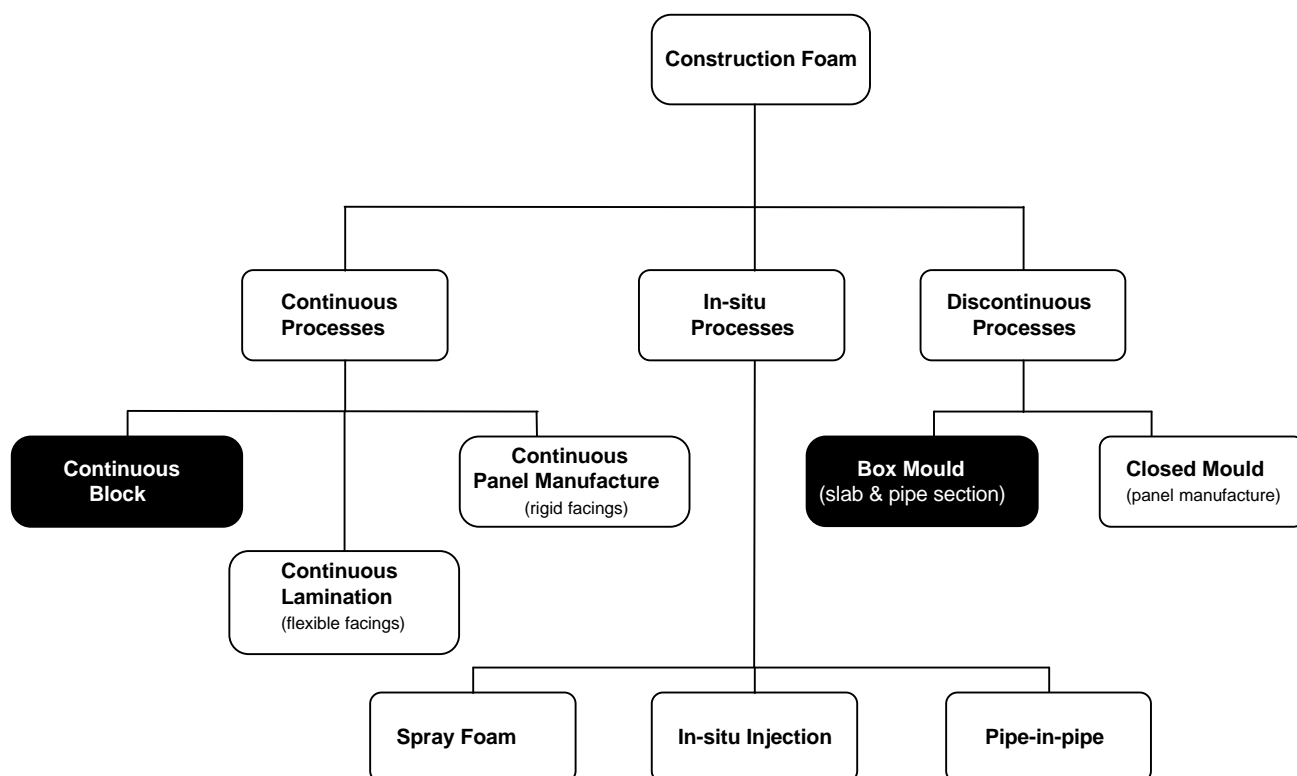 Construction Foam
Continuous
Processes
In-situ
Processes
Discontinuous
Processes
Continuous
Block
Continuous
Panel Manufacture
(rigid facings)
Box Mould
(slab & pipe section)
Closed Mould
(panel manufacture)
Continuous
Lamination
(flexible facings)
Spray Foam
In-situ Injection
Pipe-in-pipe